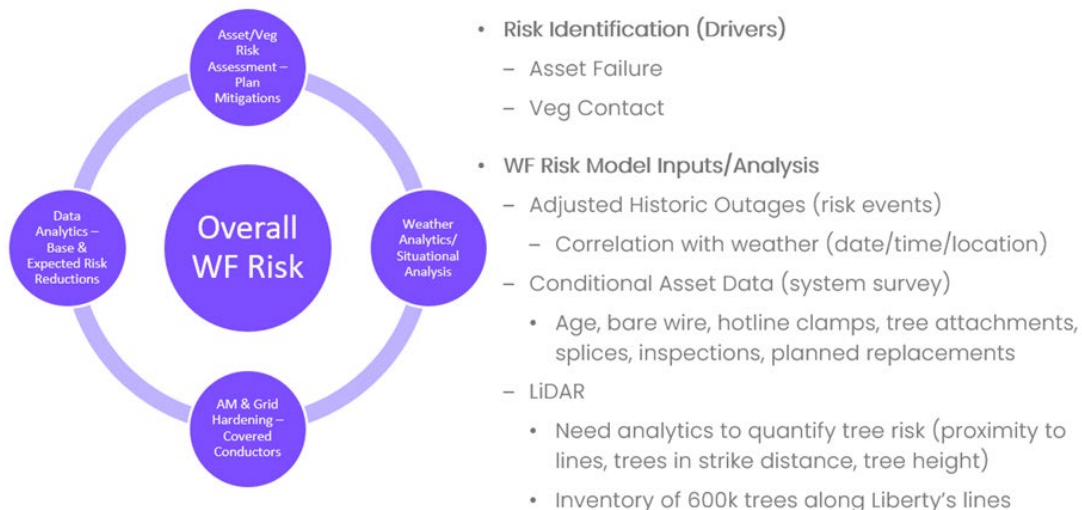 Asset/Veg
Risk
Assessment –
Plan
Mitigations
Data
Analytics –
Base &
Expected Risk
Reductions
Overall
WF Risk
Weather
Analytics/
Situational
Analysis
AM & Grid
Hardening –
Covered
Conductors
• Risk Identification (Drivers)
– Asset Failure
– Veg Contact
• WF Risk Model Inputs/Analysis
– Adjusted Historic Outages (risk events)
– Correlation with weather (date/time/location)
– Conditional Asset Data (system survey)
• Age, bare wire, hotline clamps, tree attachments,
splices, inspections, planned replacements
– LiDAR
• Need analytics to quantify tree risk (proximity to
lines, trees in strike distance, tree height)
• Inventory of 600k trees along Liberty's lines